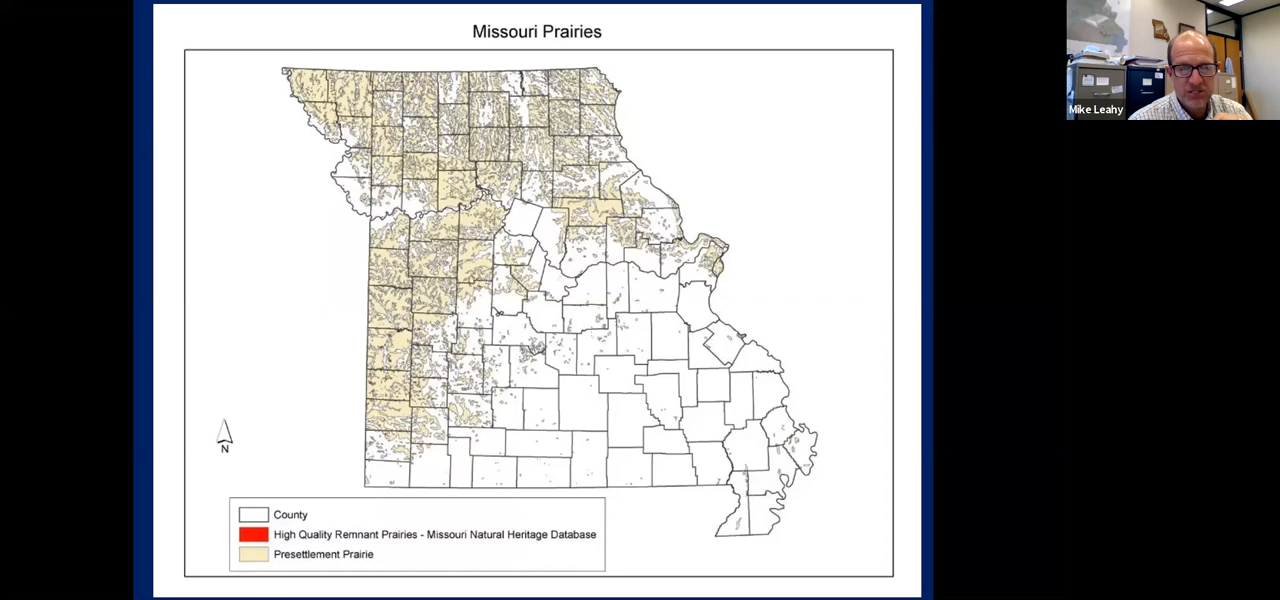 Missouri Prairies
Mike Leahy
N
County
High Quality Remnant Prairies - Missouri Natural Heritage Database
Presettlement Prairie